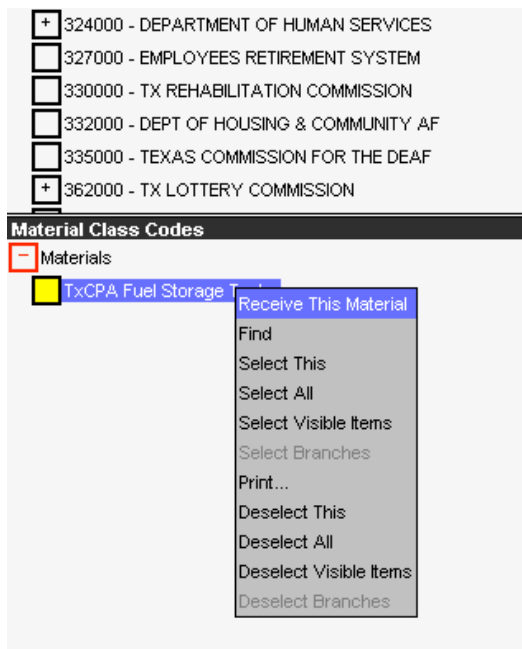 + 324000 - DEPARTMENT OF HUMAN SERVICES
327000 - EMPLOYEES RETIREMENT SYSTEM
330000 - TX REHABILITATION COMMISSION
332000 - DEPT OF HOUSING & COMMUNITY AF
335000 - TEXAS COMMISSION FOR THE DEAF
+ 362000 - TX LOTTERY COMMISSION
Material Class Codes
− Materials
TxCPA Fuel Storage
Receive This Material
Find
Select This
Select All
Select Visible Items
Select Branches
Print...
Deselect This
Deselect All
Deselect Visible Items
Deselect Branches